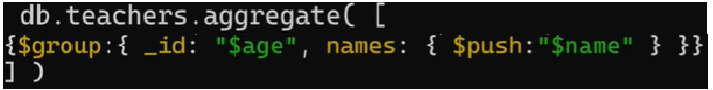 db.teachers.aggregate( [
{$group:{ _id: "$age", names: { $push:"$name" } }}
] )